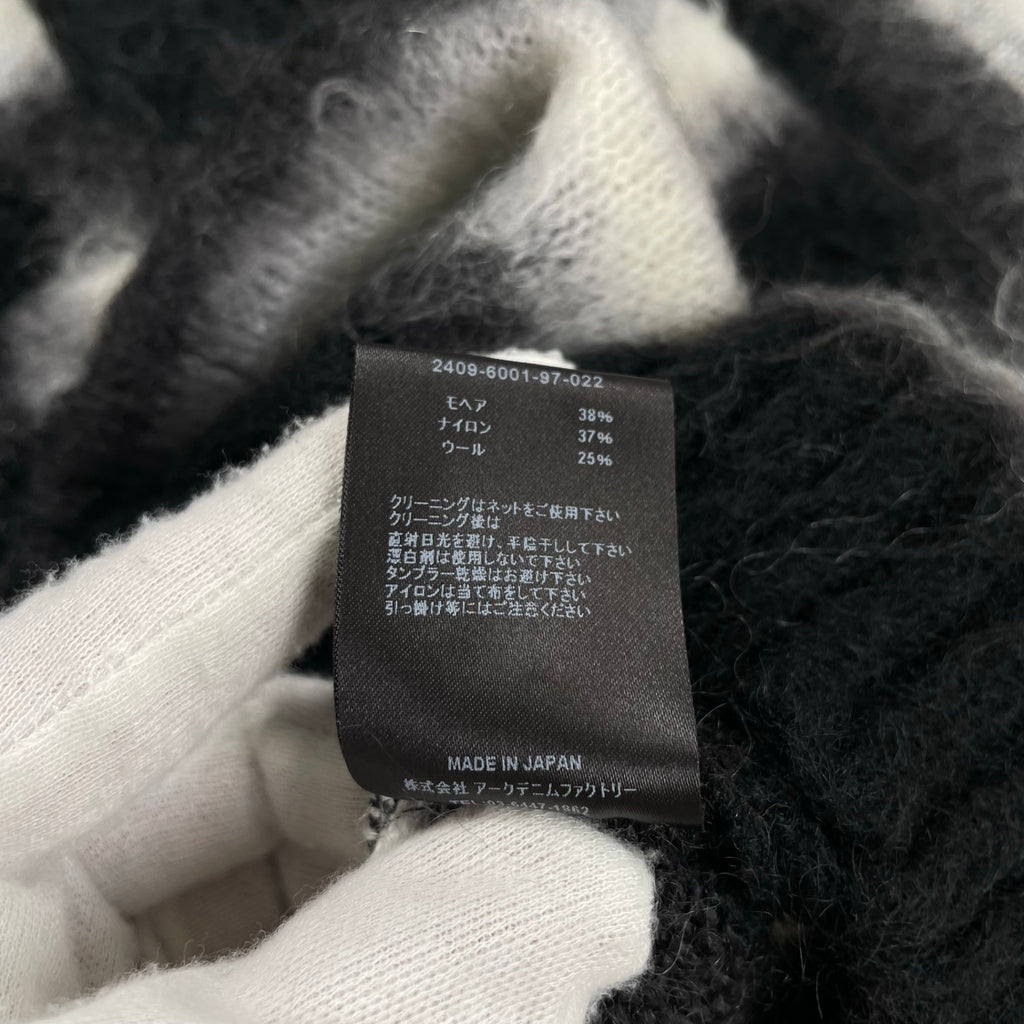 2409-6001-97-022
モヘア 38%
ナイロン 37%
ウール 25%
クリーニングはネットをご使用下さい
クリーニング後は
直射日光を避け、平陰干しして下さい
漂白剤は使用しないで下さい
タンブラー乾燥はお避け下さい
アイロンは当て布をして下さい
引っ掛け等にはご注意ください
MADE IN JAPAN
株式会社 アークデニムファクトリー
TEL 03-6447-1962